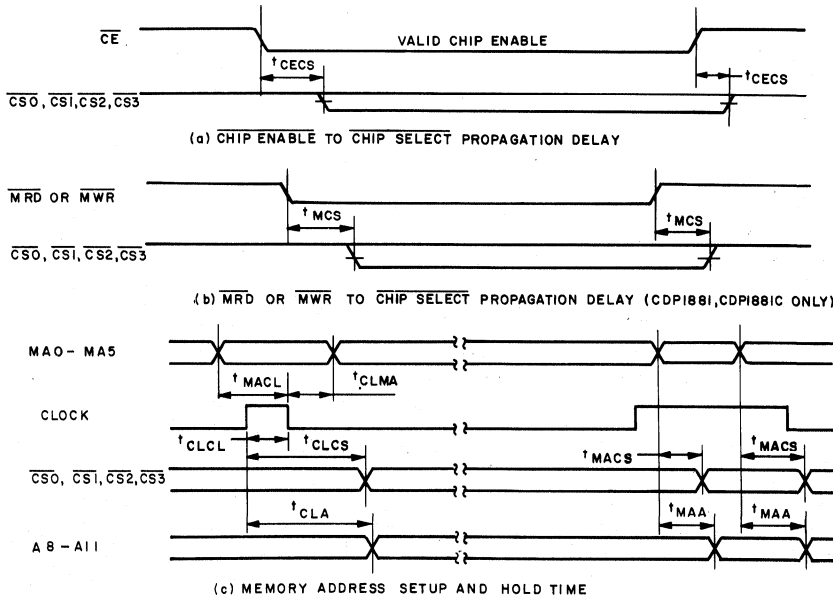 CE
VALID CHIP ENABLE
tCECS
tCECS
CS0, CS1, CS2, CS3
(a) CHIP ENABLE TO CHIP SELECT PROPAGATION DELAY
MRD OR MWR
tMCS
tMCS
CS0, CS1, CS2, CS3
(b) MRD OR MWR TO CHIP SELECT PROPAGATION DELAY (CDP1881, CDP1881C ONLY)
MA0 - MA5
tMACL
tCLMA
CLOCK
tCLCL
tCLCS
tMACS
tMACS
CS0, CS1, CS2, CS3
tCLA
tMAA
tMAA
A8 - A11
(c) MEMORY ADDRESS SETUP AND HOLD TIME